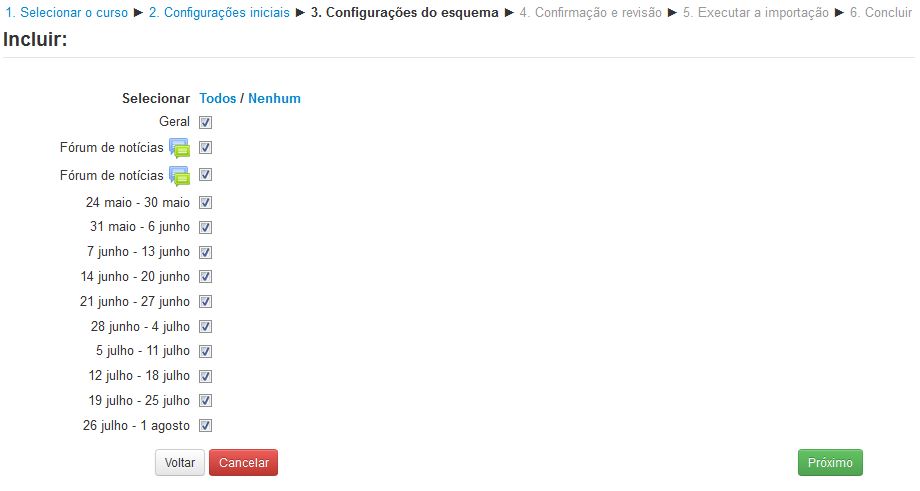 1. Selecionar o curso ► 2. Configurações iniciais ► 3. Configurações do esquema ► 4. Confirmação e revisão ► 5. Executar a importação ► 6. Concluir
Incluir:
Selecionar Todos / Nenhum
Geral
Fórum de notícias
Fórum de notícias
24 maio - 30 maio
31 maio - 6 junho
7 junho - 13 junho
14 junho - 20 junho
21 junho - 27 junho
28 junho - 4 julho
5 julho - 11 julho
12 julho - 18 julho
19 julho - 25 julho
26 julho - 1 agosto
Voltar Cancelar Próximo